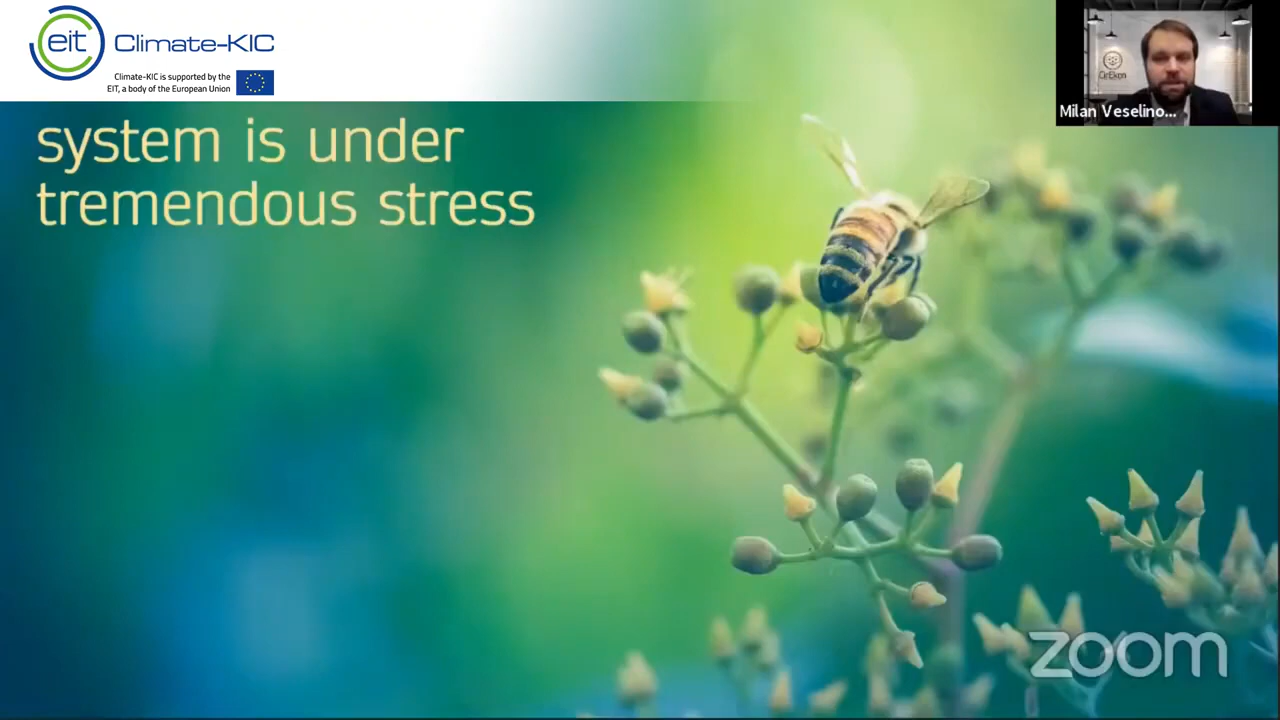 eit Climate-KIC
Climate-KIC is supported by the
EIT, a body of the European Union
system is under
tremendous stress
CirEkon
Milan Veselino...
zoom